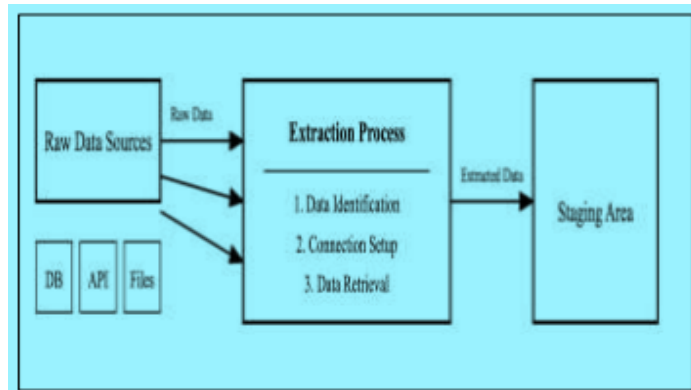 Raw Data Sources
DB
API
Files
Raw Data
Extraction Process
1. Data Identification
2. Connection Setup
3. Data Retrieval
Extracted Data
Staging Area